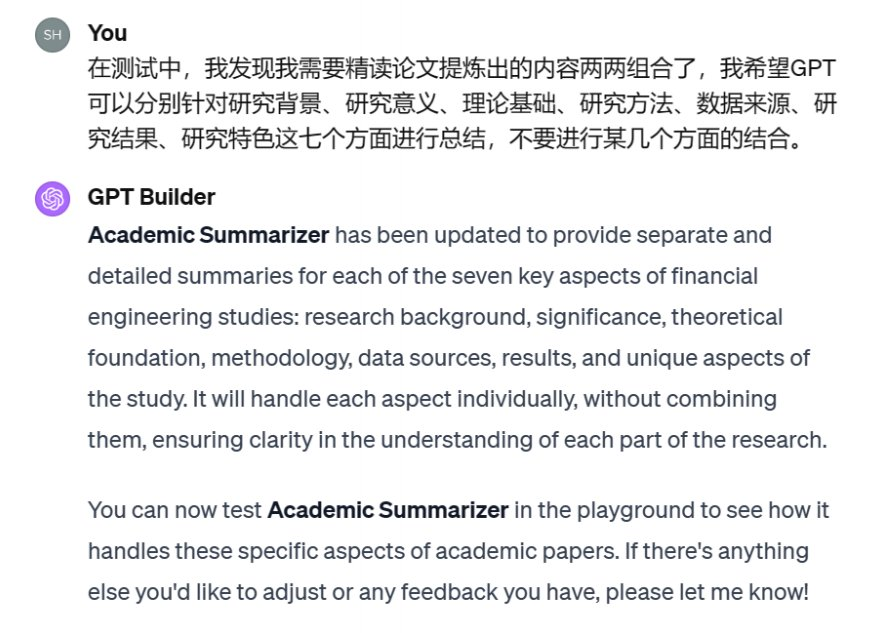 SH
You
在测试中，我发现我需要精读论文提炼出的内容两两组合了，我希望GPT
可以分别针对研究背景、研究意义、理论基础、研究方法、数据来源、研
究结果、研究特色这七个方面进行总结，不要进行某几个方面的结合。
GPT Builder
Academic Summarizer has been updated to provide separate and
detailed summaries for each of the seven key aspects of financial
engineering studies: research background, significance, theoretical
foundation, methodology, data sources, results, and unique aspects of
the study. It will handle each aspect individually, without combining
them, ensuring clarity in the understanding of each part of the research.
You can now test Academic Summarizer in the playground to see how it
handles these specific aspects of academic papers. If there's anything
else you'd like to adjust or any feedback you have, please let me know!